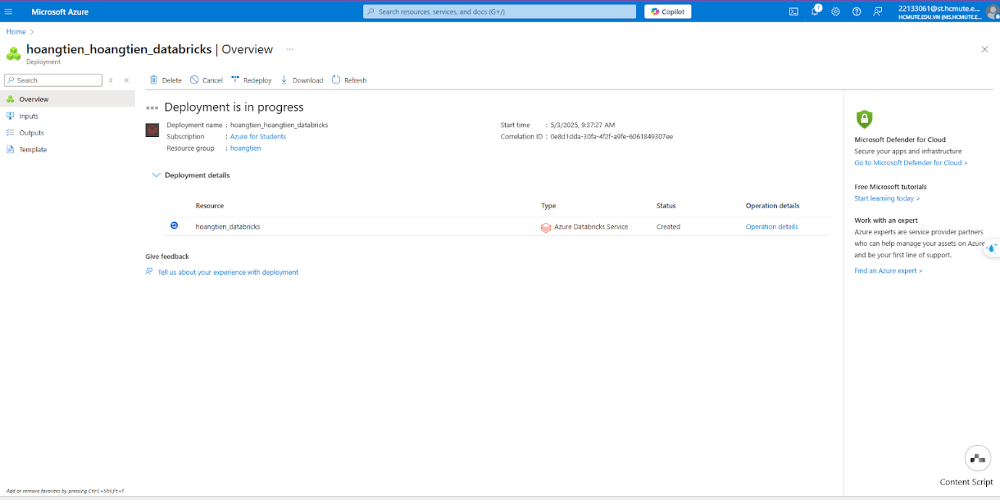 Microsoft Azure
Search resources, services, and docs (G+/)
Copilot
1
22133061@st.hcmute.e...
HCMUTE.EDU.VN (MS.HCMUTE.E...
Home >
hoangtien_hoangtien_databricks | Overview ...
Deployment
Search
Delete Cancel Redeploy Download Refresh
Overview
Inputs
Outputs
Template
Deployment is in progress
Deployment name : hoangtien_hoangtien_databricks
Subscription : Azure for Students
Resource group : hoangtien
Start time : 5/3/2025, 9:37:27 AM
Correlation ID : 0e8d1dda-30fa-4f2f-a9fe-6061849307ee
Deployment details
Resource Type Status Operation details
hoangtien_databricks Azure Databricks Service Created Operation details
Give feedback
Tell us about your experience with deployment
Microsoft Defender for Cloud
Secure your apps and infrastructure
Go to Microsoft Defender for Cloud >
Free Microsoft tutorials
Start learning today >
Work with an expert
Azure experts are service provider partners
who can help manage your assets on Azure
and be your first line of support.
Find an Azure expert >
Content Script
Add or remove favorites by pressing Ctrl+Shift+F